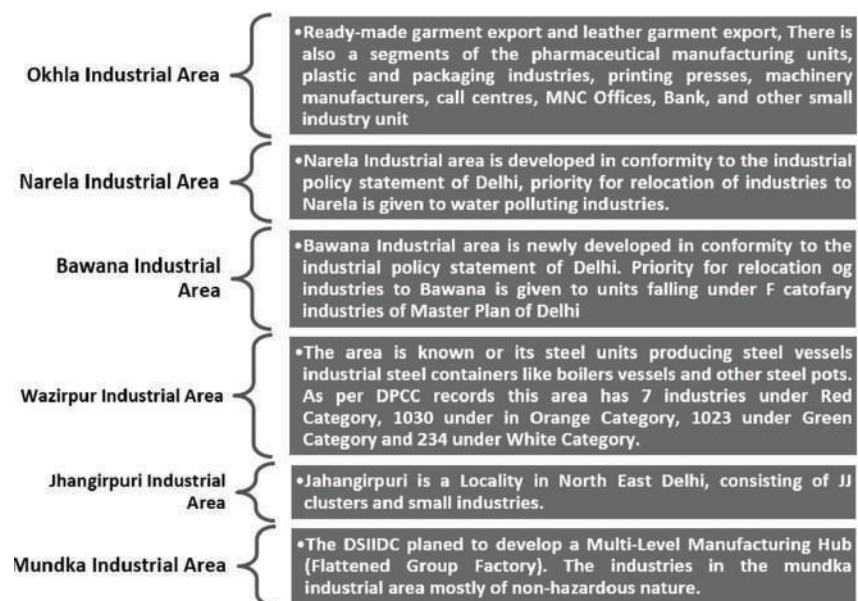 Okhla Industrial Area
•Ready-made garment export and leather garment export, There is
also a segments of the pharmaceutical manufacturing units,
plastic and packaging industries, printing presses, machinery
manufacturers, call centres, MNC Offices, Bank, and other small
industry unit
Narela Industrial Area
•Narela Industrial area is developed in conformity to the industrial
policy statement of Delhi, priority for relocation of industries to
Narela is given to water polluting industries.
Bawana Industrial
Area
•Bawana Industrial area is newly developed in conformity to the
industrial policy statement of Delhi. Priority for relocation og
industries to Bawana is given to units falling under F catofary
industries of Master Plan of Delhi
Wazirpur Industrial Area
•The area is known or its steel units producing steel vessels
industrial steel containers like boilers vessels and other steel pots.
As per DPCC records this area has 7 industries under Red
Category, 1030 under in Orange Category, 1023 under Green
Category and 234 under White Category.
Jhangirpuri Industrial
Area
•Jahangirpuri is a Locality in North East Delhi, consisting of JJ
clusters and small industries.
Mundka Industrial Area
•The DSIIDC planed to develop a Multi-Level Manufacturing Hub
(Flattened Group Factory). The industries in the mundka
industrial area mostly of non-hazardous nature.